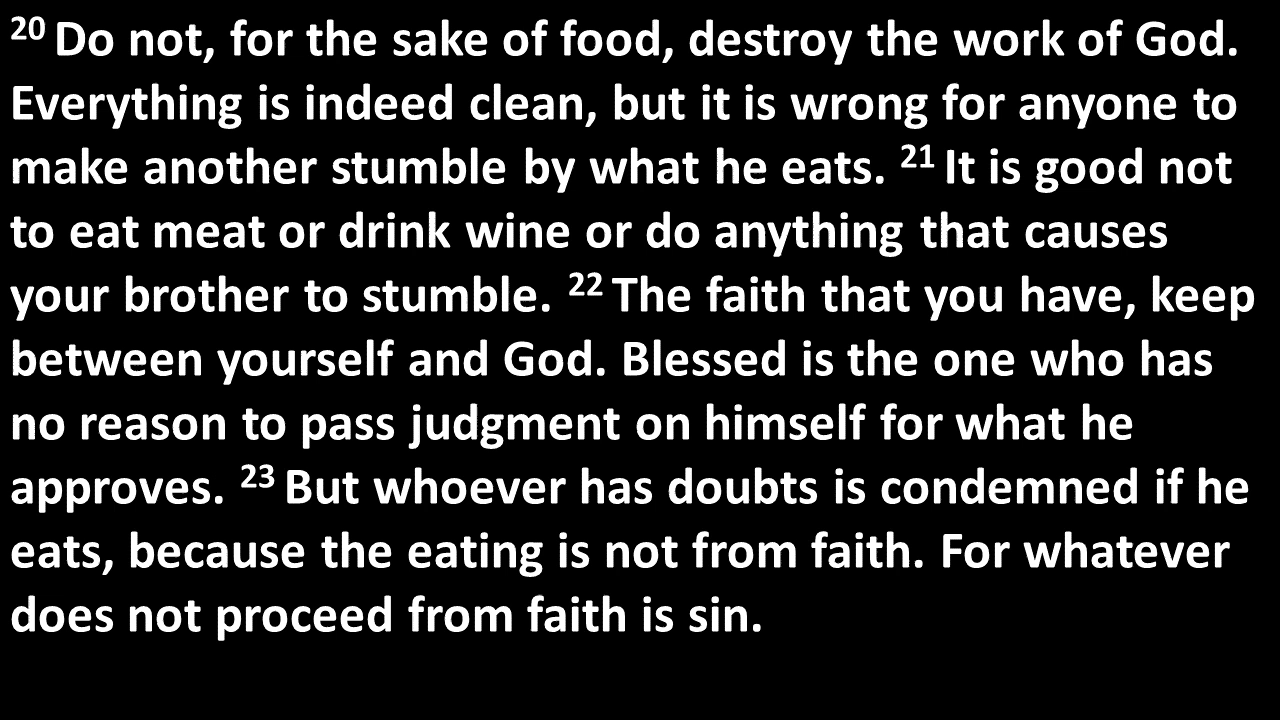 20 Do not, for the sake of food, destroy the work of God.
Everything is indeed clean, but it is wrong for anyone to
make another stumble by what he eats. 21 It is good not
to eat meat or drink wine or do anything that causes
your brother to stumble. 22 The faith that you have, keep
between yourself and God. Blessed is the one who has
no reason to pass judgment on himself for what he
approves. 23 But whoever has doubts is condemned if he
eats, because the eating is not from faith. For whatever
does not proceed from faith is sin.